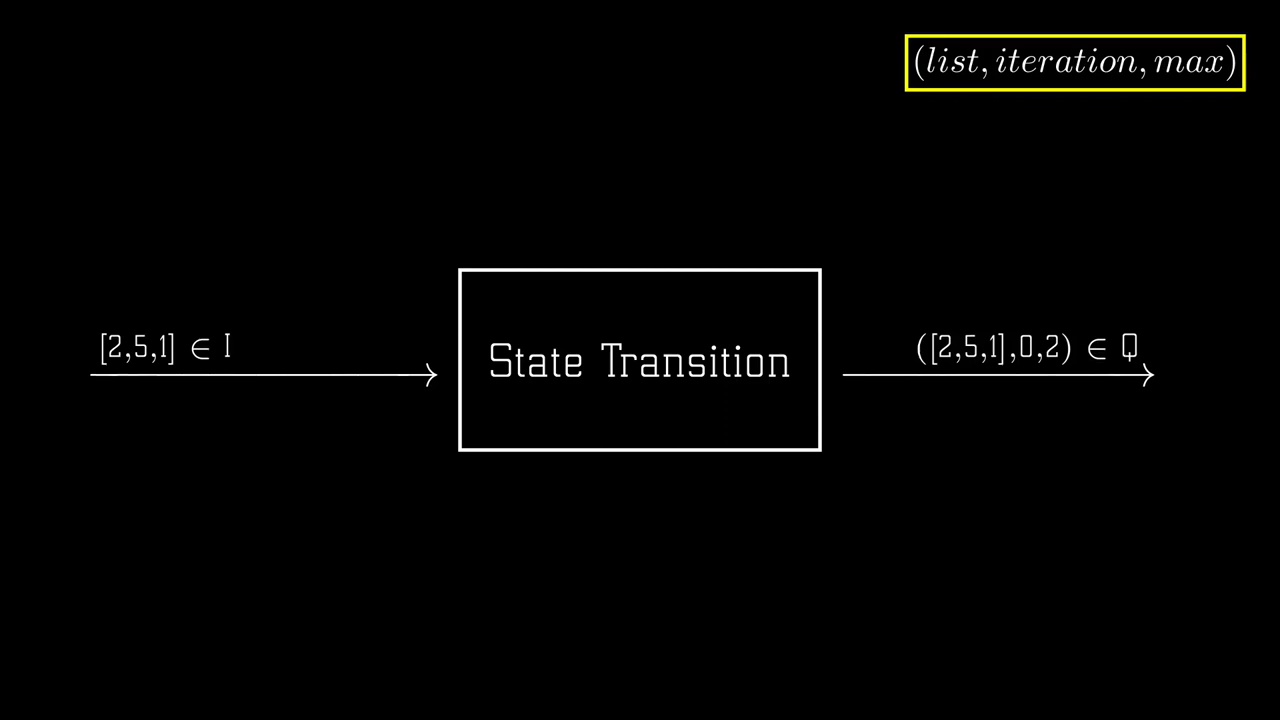 (list, iteration, max)
[2,5,1] ∈ I
State Transition
([2,5,1],0,2) ∈ Q